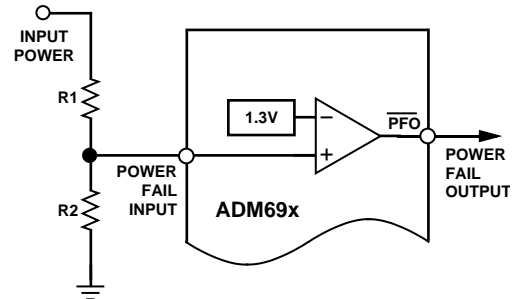 INPUT
POWER
R1
R2
POWER
FAIL
INPUT
1.3V
−
+
PFO
ADM69x
POWER
FAIL
OUTPUT